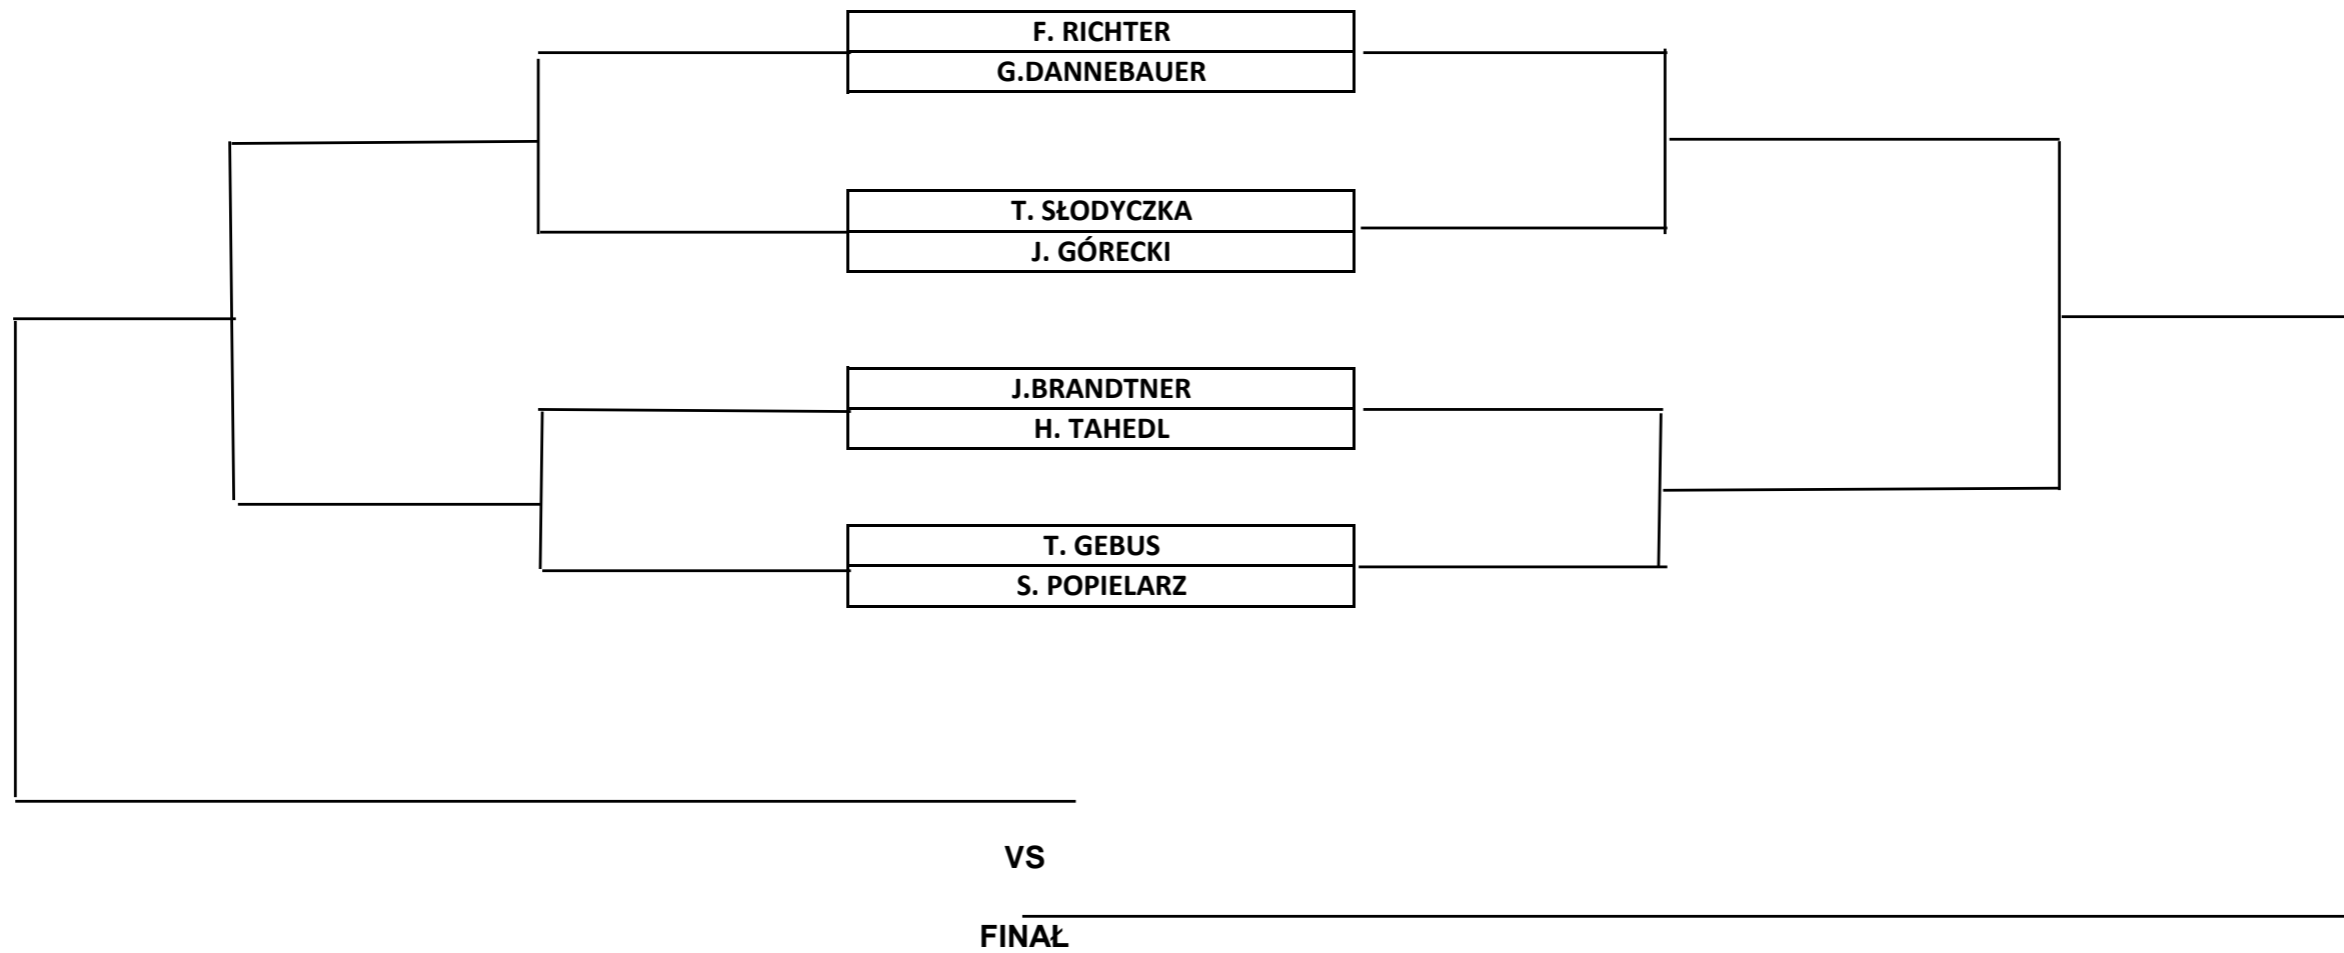 F. RICHTER
G.DANNEBAUER
T. SŁODYCZKA
J. GÓRECKI
J.BRANDTNER
H. TAHEDL
T. GEBUS
S. POPIELARZ
VS
FINAŁ